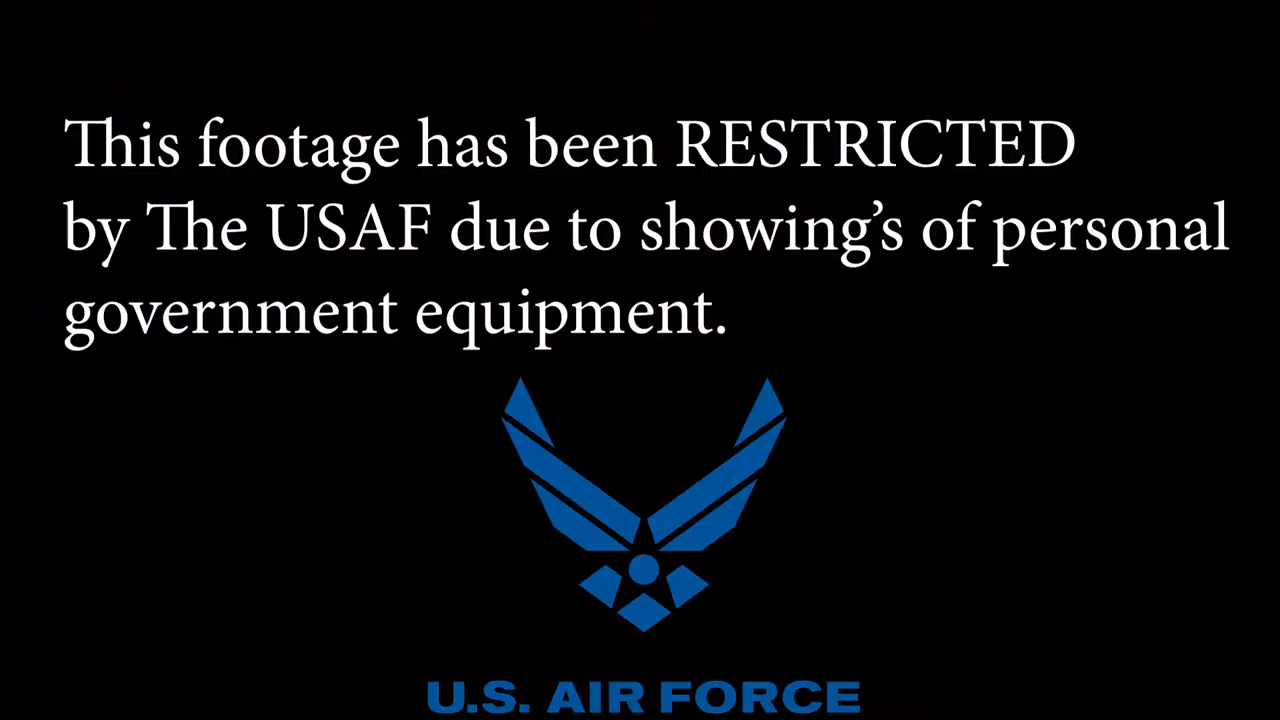 This footage has been RESTRICTED
by The USAF due to showing’s of personal
government equipment.
U.S. AIR FORCE